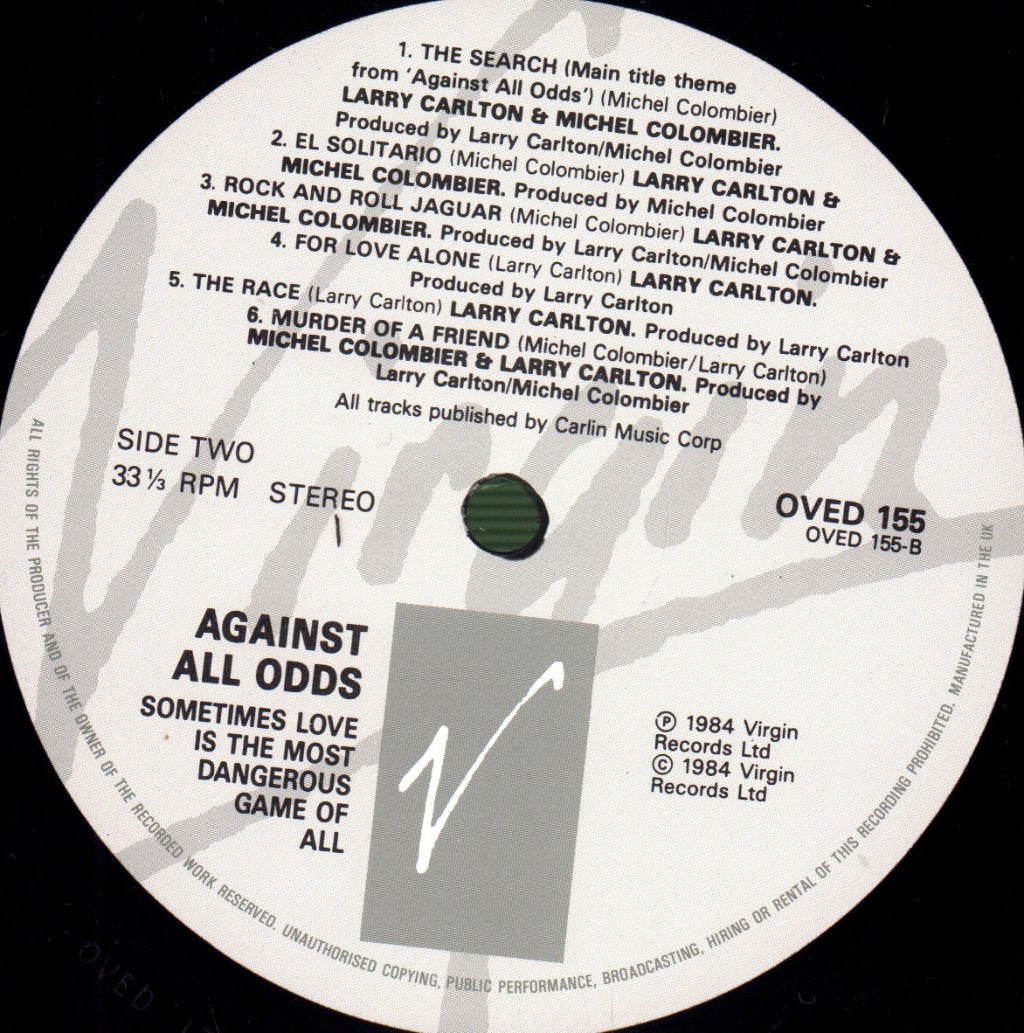 1. THE SEARCH (Main title theme
from 'Against All Odds') (Michel Colombier)
LARRY CARLTON & MICHEL COLOMBIER.
Produced by Larry Carlton/Michel Colombier
2. EL SOLITARIO (Michel Colombier) LARRY CARLTON &
MICHEL COLOMBIER. Produced by Michel Colombier
3. ROCK AND ROLL JAGUAR (Michel Colombier) LARRY CARLTON &
MICHEL COLOMBIER. Produced by Larry Carlton/Michel Colombier
4. FOR LOVE ALONE (Larry Carlton) LARRY CARLTON.
Produced by Larry Carlton
5. THE RACE (Larry Carlton) LARRY CARLTON. Produced by Larry Carlton
6. MURDER OF A FRIEND (Michel Colombier/Larry Carlton)
MICHEL COLOMBIER & LARRY CARLTON. Produced by
Larry Carlton/Michel Colombier
All tracks published by Carlin Music Corp
SIDE TWO
33 ⅓ RPM STEREO
OVED 155
OVED 155-B
Virgin
AGAINST
ALL ODDS
SOMETIMES LOVE
IS THE MOST
DANGEROUS
GAME OF
ALL
V
Ⓟ 1984 Virgin
Records Ltd
© 1984 Virgin
Records Ltd
ALL RIGHTS OF THE PRODUCER AND OF THE OWNER OF THE RECORDED WORK RESERVED. UNAUTHORISED COPYING, PUBLIC PERFORMANCE, BROADCASTING, HIRING OR RENTAL OF THIS RECORDING PROHIBITED. MANUFACTURED IN THE UK
OVED